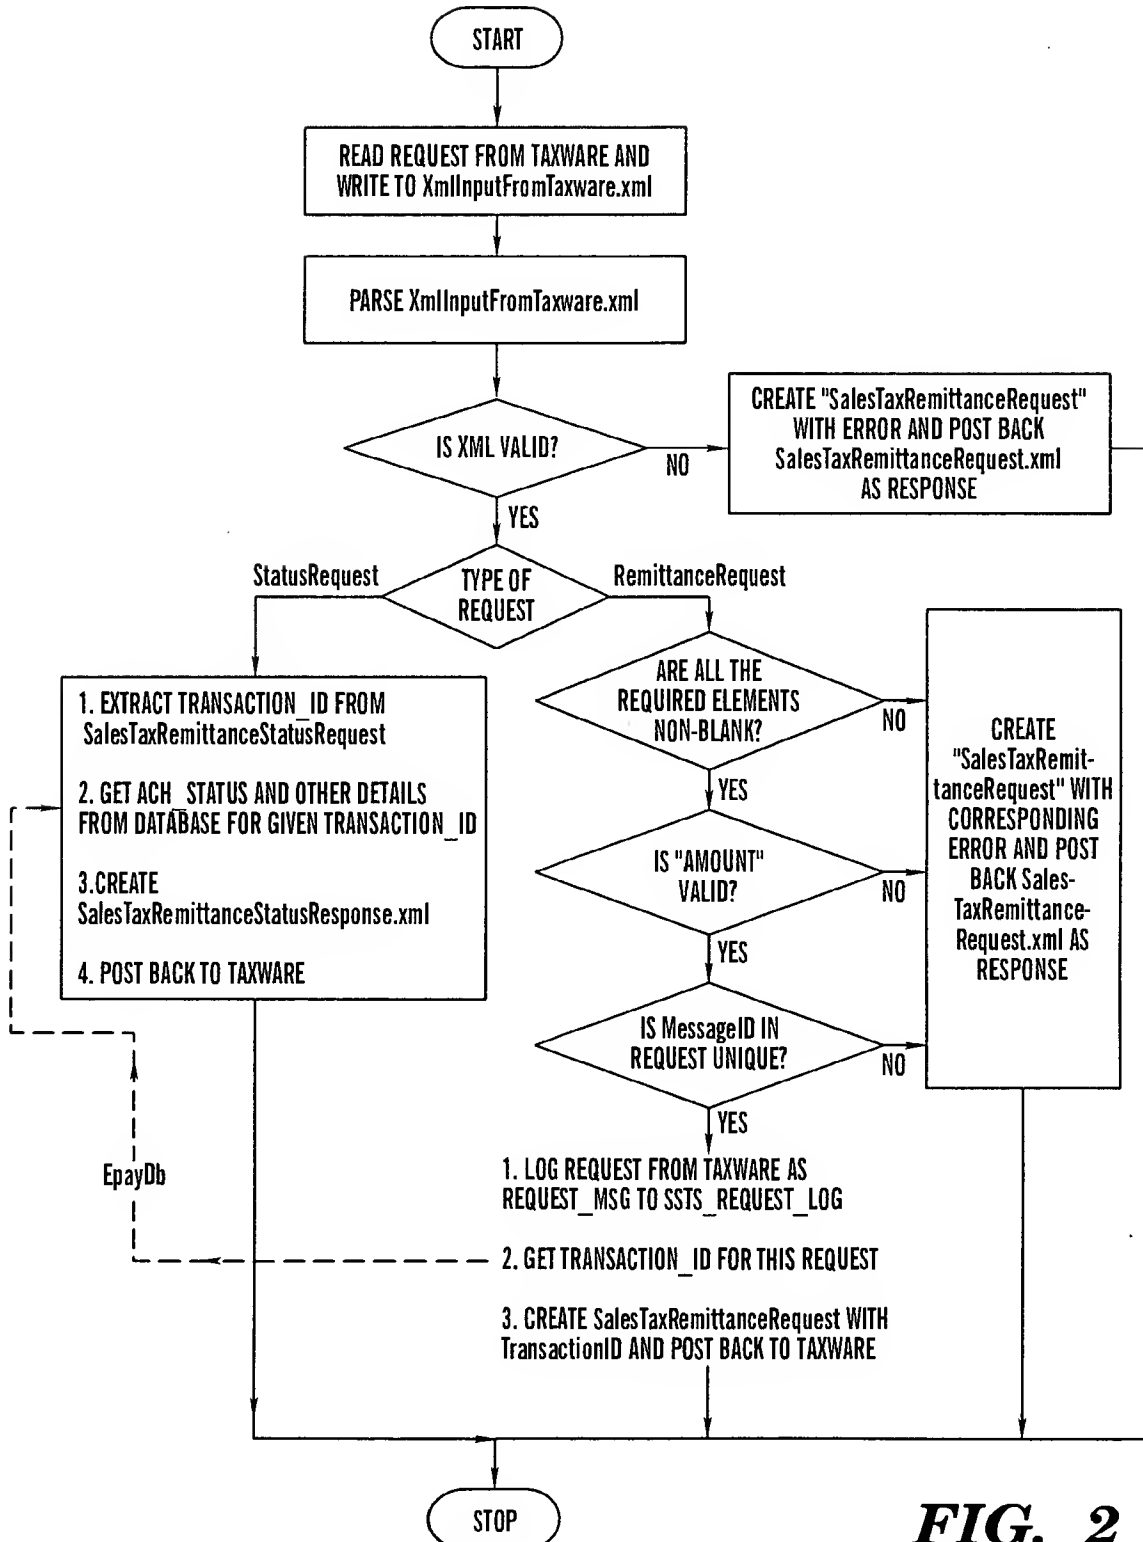 START
READ REQUEST FROM TAXWARE AND
WRITE TO XmlInputFromTaxware.xml
PARSE XmlInputFromTaxware.xml
IS XML VALID?
NO
CREATE "SalesTaxRemittanceRequest"
WITH ERROR AND POST BACK
SalesTaxRemittanceRequest.xml
AS RESPONSE
YES
StatusRequest
TYPE OF
REQUEST
RemittanceRequest
1. EXTRACT TRANSACTION_ID FROM
SalesTaxRemittanceStatusRequest
2. GET ACH_STATUS AND OTHER DETAILS
FROM DATABASE FOR GIVEN TRANSACTION_ID
3.CREATE
SalesTaxRemittanceStatusResponse.xml
4. POST BACK TO TAXWARE
ARE ALL THE
REQUIRED ELEMENTS
NON-BLANK?
NO
YES
IS "AMOUNT"
VALID?
NO
YES
IS MessageID IN
REQUEST UNIQUE?
NO
YES
CREATE
"SalesTaxRemit-
tanceRequest" WITH
CORRESPONDING
ERROR AND POST
BACK Sales-
TaxRemittance-
Request.xml AS
RESPONSE
EpayDb
1. LOG REQUEST FROM TAXWARE AS
REQUEST_MSG TO SSTS_REQUEST_LOG
2. GET TRANSACTION_ID FOR THIS REQUEST
3. CREATE SalesTaxRemittanceRequest WITH
TransactionID AND POST BACK TO TAXWARE
STOP
FIG. 2